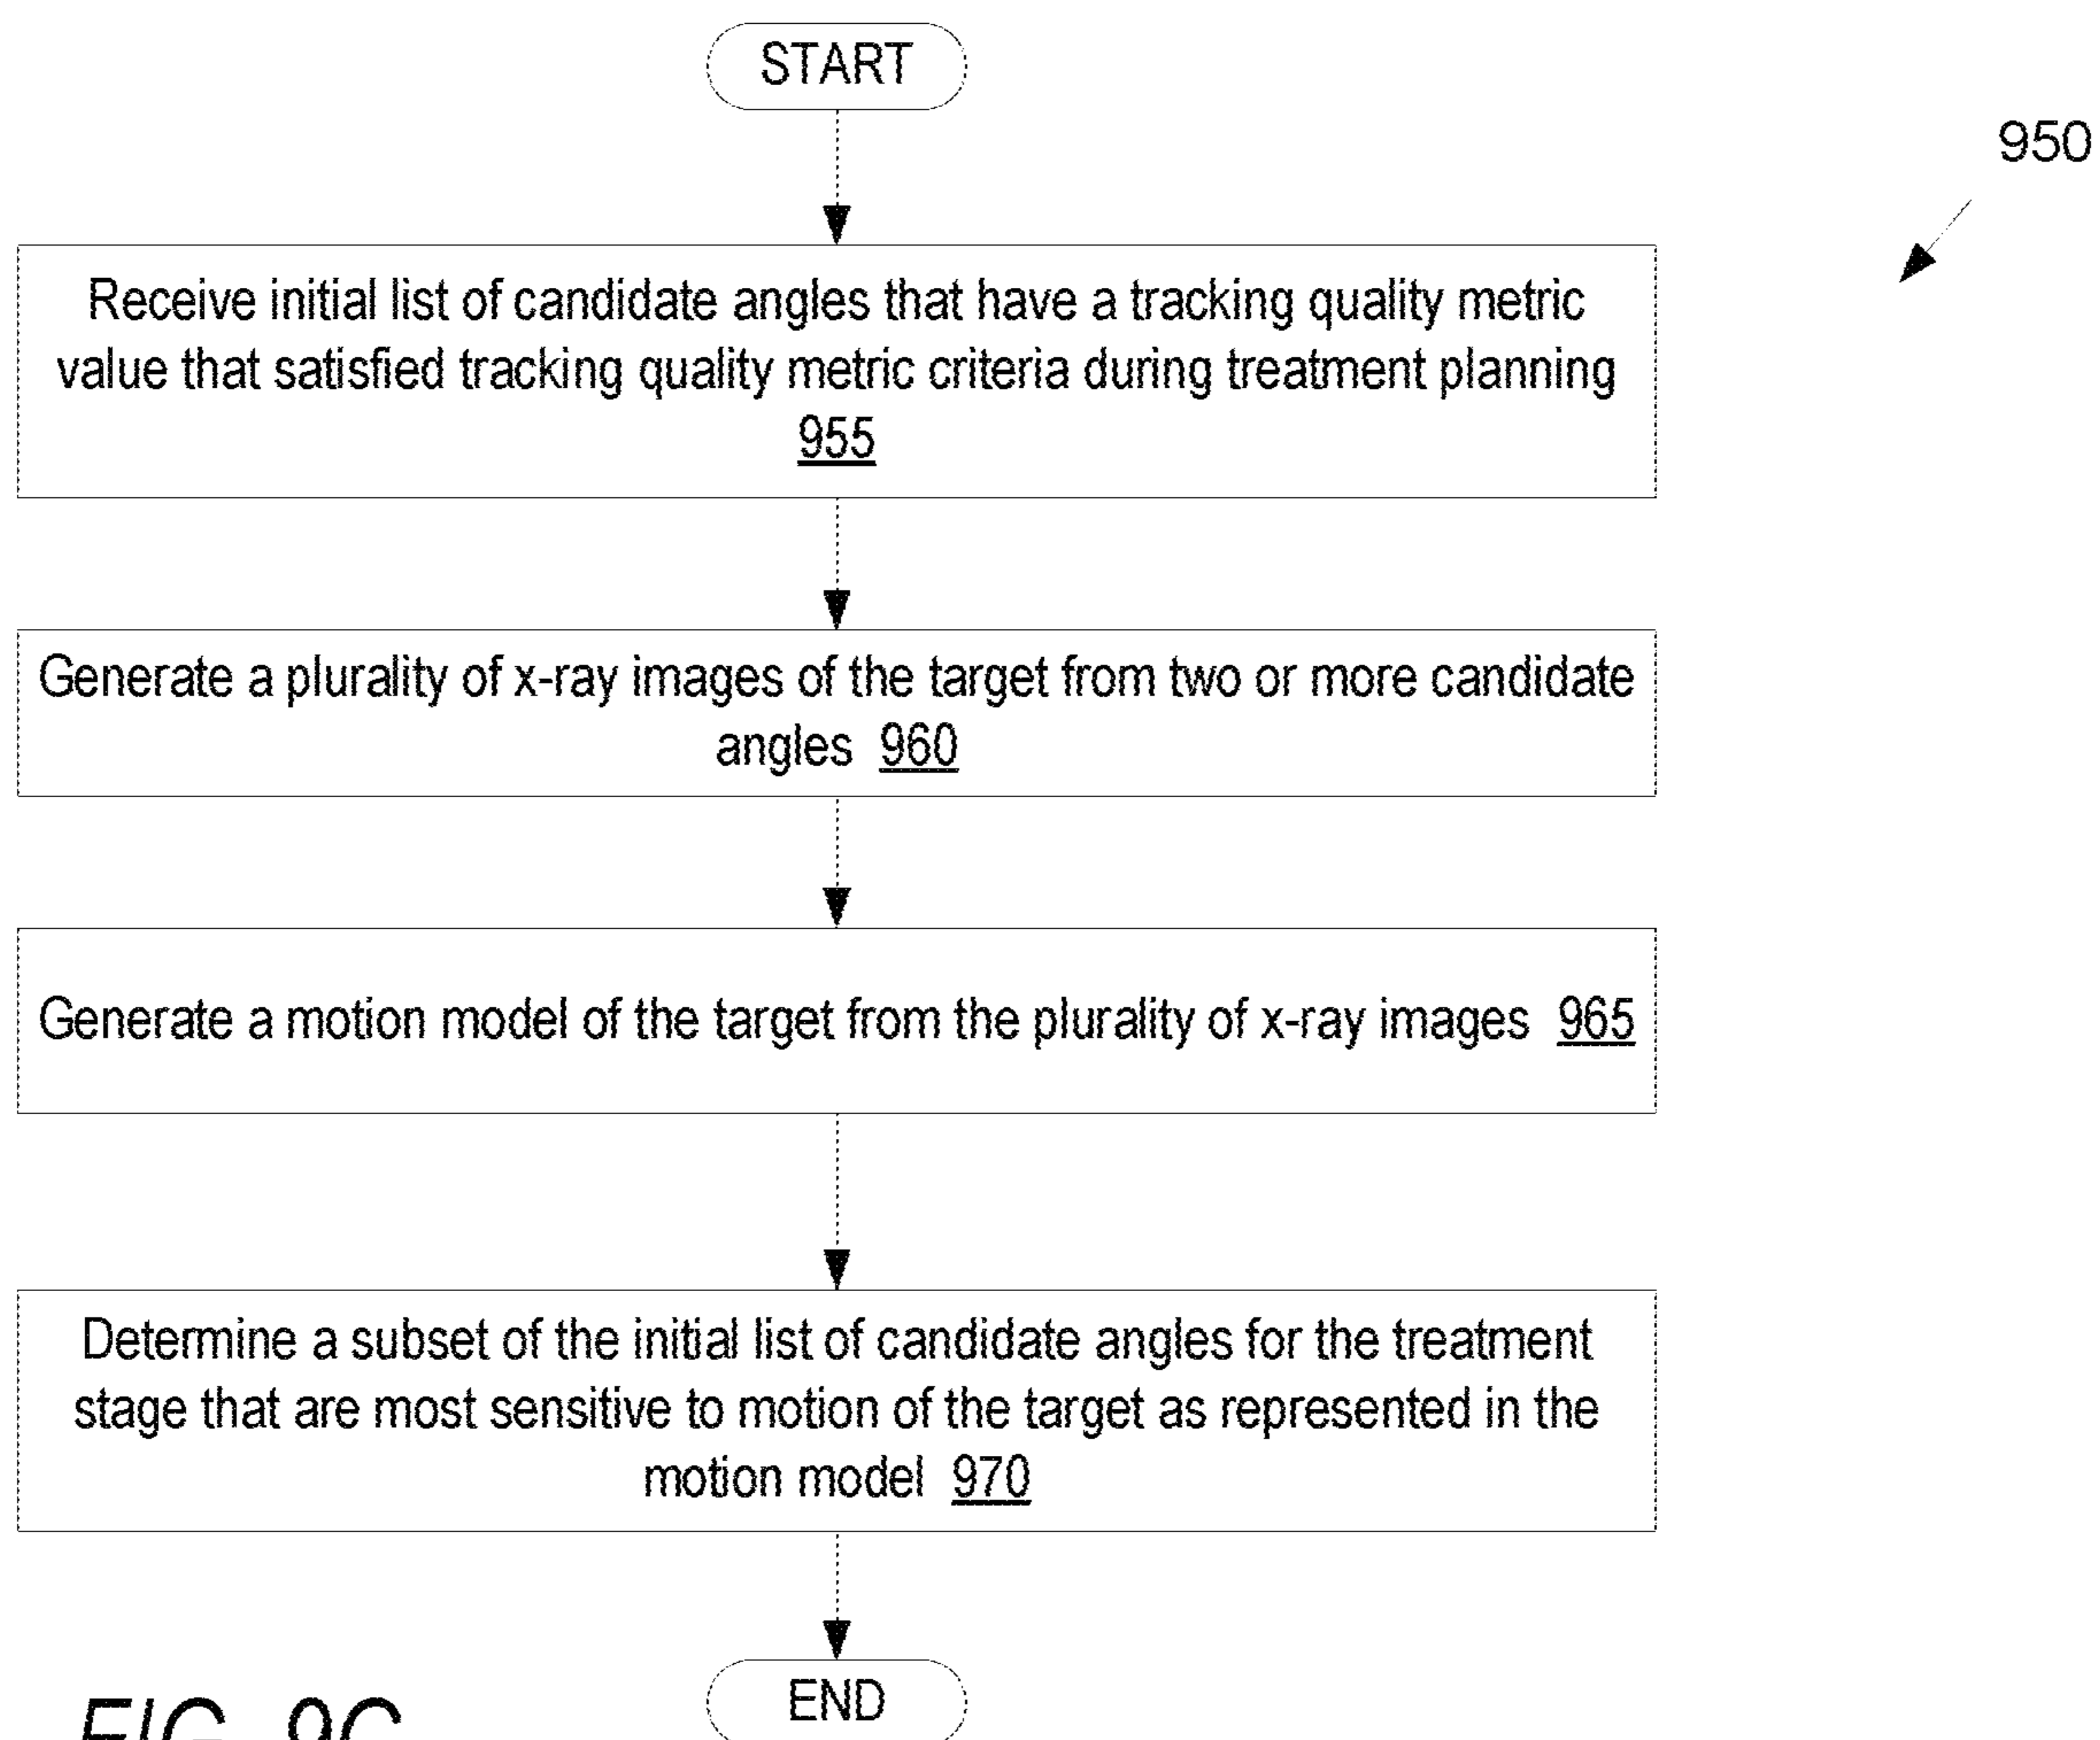 START
950
Receive initial list of candidate angles that have a tracking quality metric
value that satisfied tracking quality metric criteria during treatment planning
955
Generate a plurality of x-ray images of the target from two or more candidate
angles 960
Generate a motion model of the target from the plurality of x-ray images 965
Determine a subset of the initial list of candidate angles for the treatment
stage that are most sensitive to motion of the target as represented in the
motion model 970
END
FIG. 9C